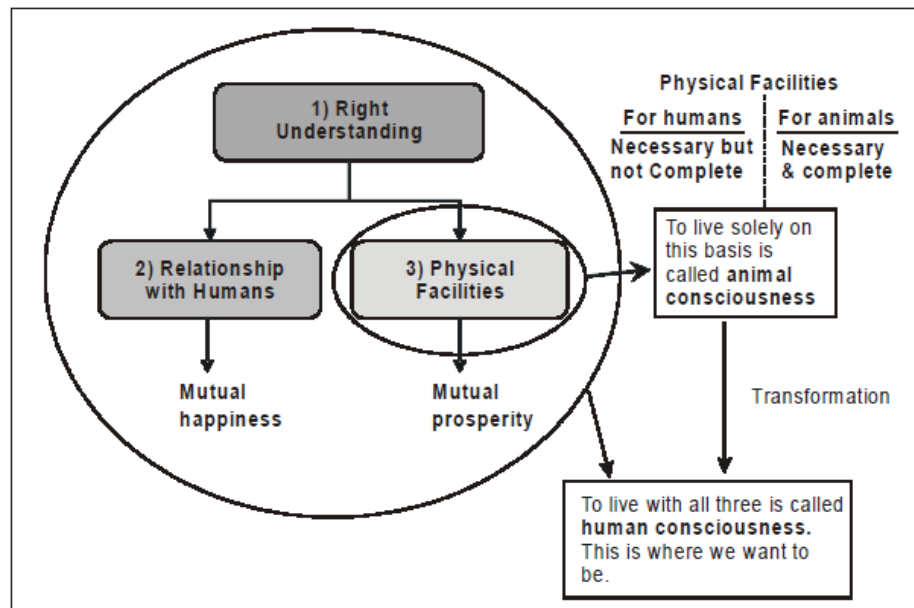 1) Right
Understanding
2) Relationship
with Humans
3) Physical
Facilities
Mutual
happiness
Mutual
prosperity
Physical Facilities
For humans
Necessary but
not Complete
For animals
Necessary
& complete
To live solely on
this basis is
called animal
consciousness
Transformation
To live with all three is called
human consciousness.
This is where we want to
be.